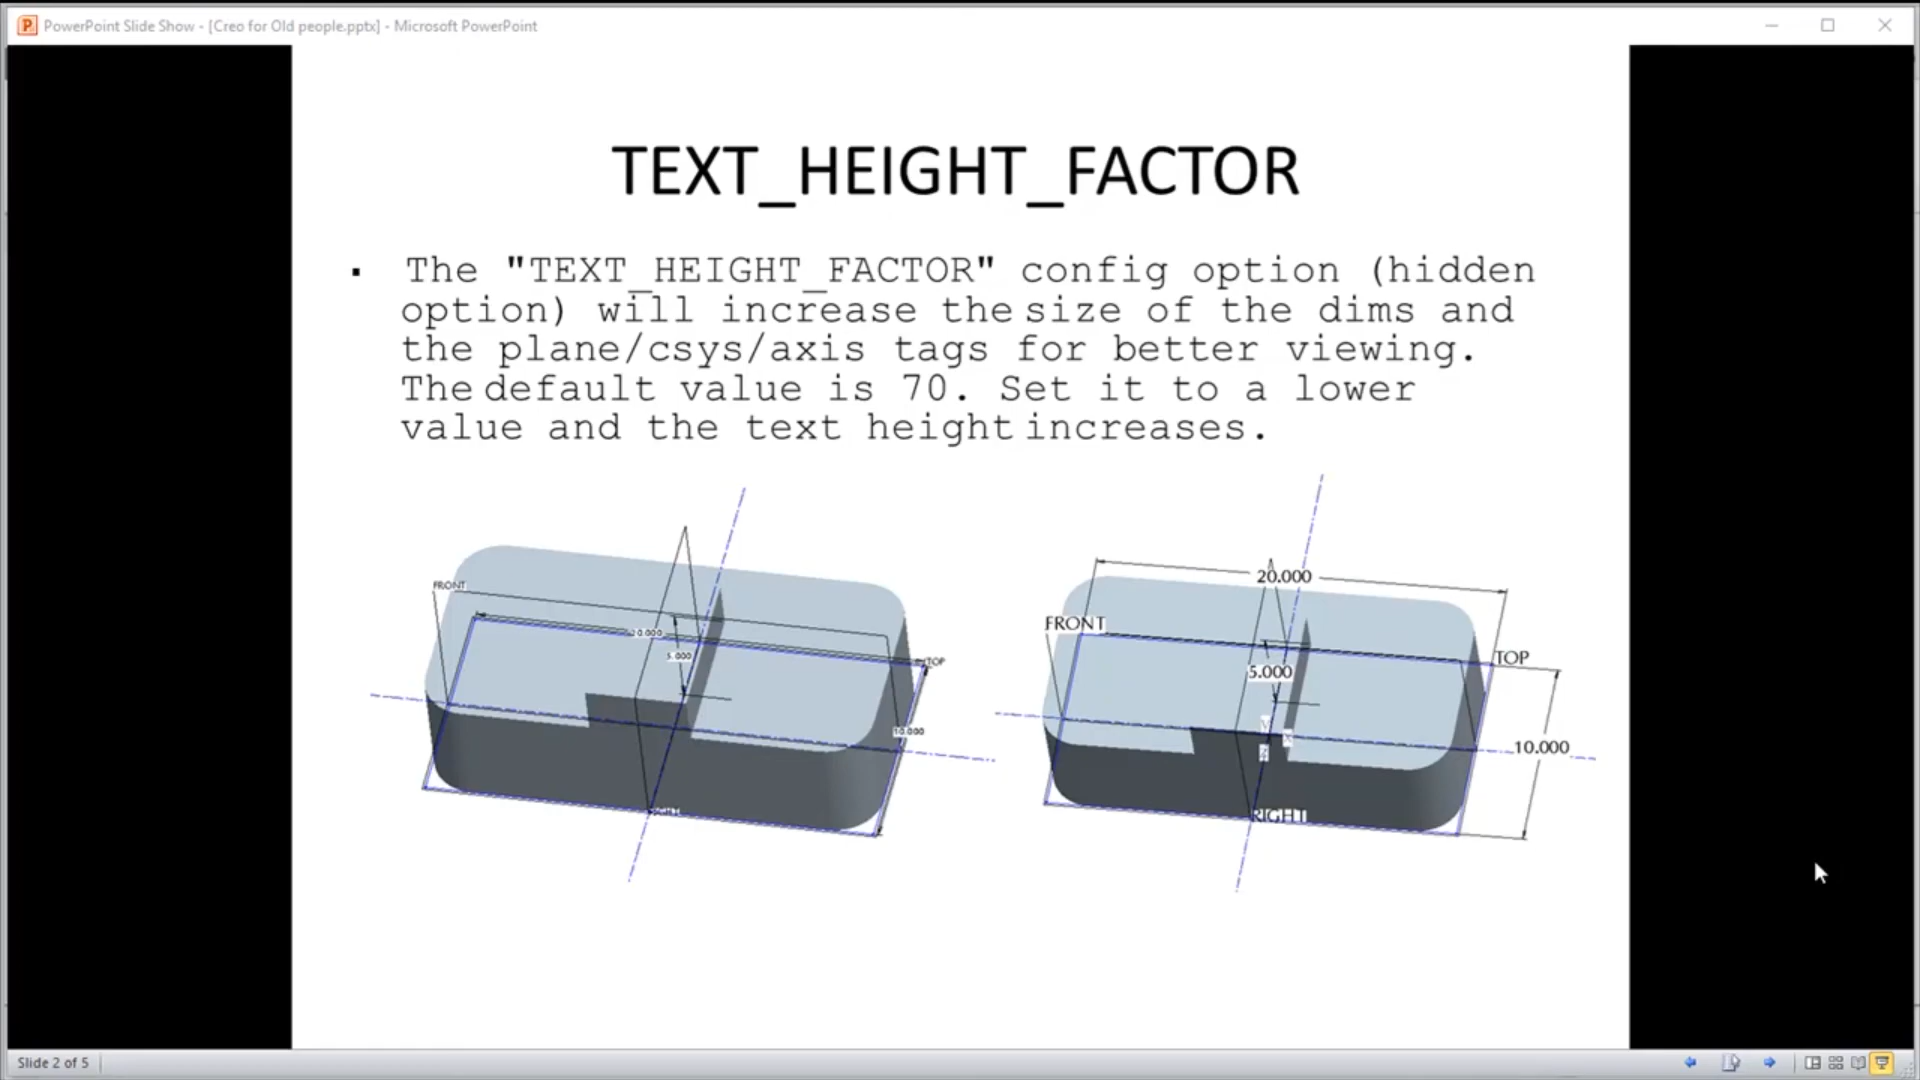 PowerPoint Slide Show - [Creo for Old people.pptx] - Microsoft PowerPoint
TEXT_HEIGHT_FACTOR
▪ The "TEXT_HEIGHT_FACTOR" config option (hidden
option) will increase the size of the dims and
the plane/csys/axis tags for better viewing.
The default value is 70. Set it to a lower
value and the text height increases.
FRONT
20.000
5.000
TOP
10.000
20.000
FRONT
5.000
TOP
10.000
RIGHT
Slide 2 of 5